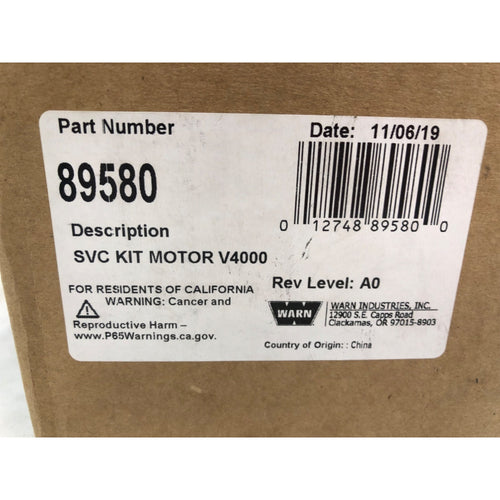 Part Number
Date: 11/06/19
89580
0 12748 89580 0
Description
SVC KIT MOTOR V4000
FOR RESIDENTS OF CALIFORNIA
WARNING: Cancer and
Reproductive Harm –
www.P65Warnings.ca.gov.
Rev Level: A0
WARN
WARN INDUSTRIES, INC.
12900 S.E. Capps Road
Clackamas, OR 97015-8903
Country of Origin: : China